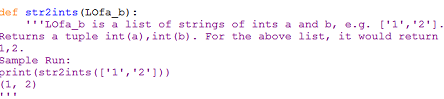 def str2ints(LOfa_b):
'''LOfa_b is a list of strings of ints a and b, e.g. ['1','2'].
Returns a tuple int(a),int(b). For the above list, it would return
1,2.
Sample Run:
print(str2ints(['1','2']))
(1, 2)
'''